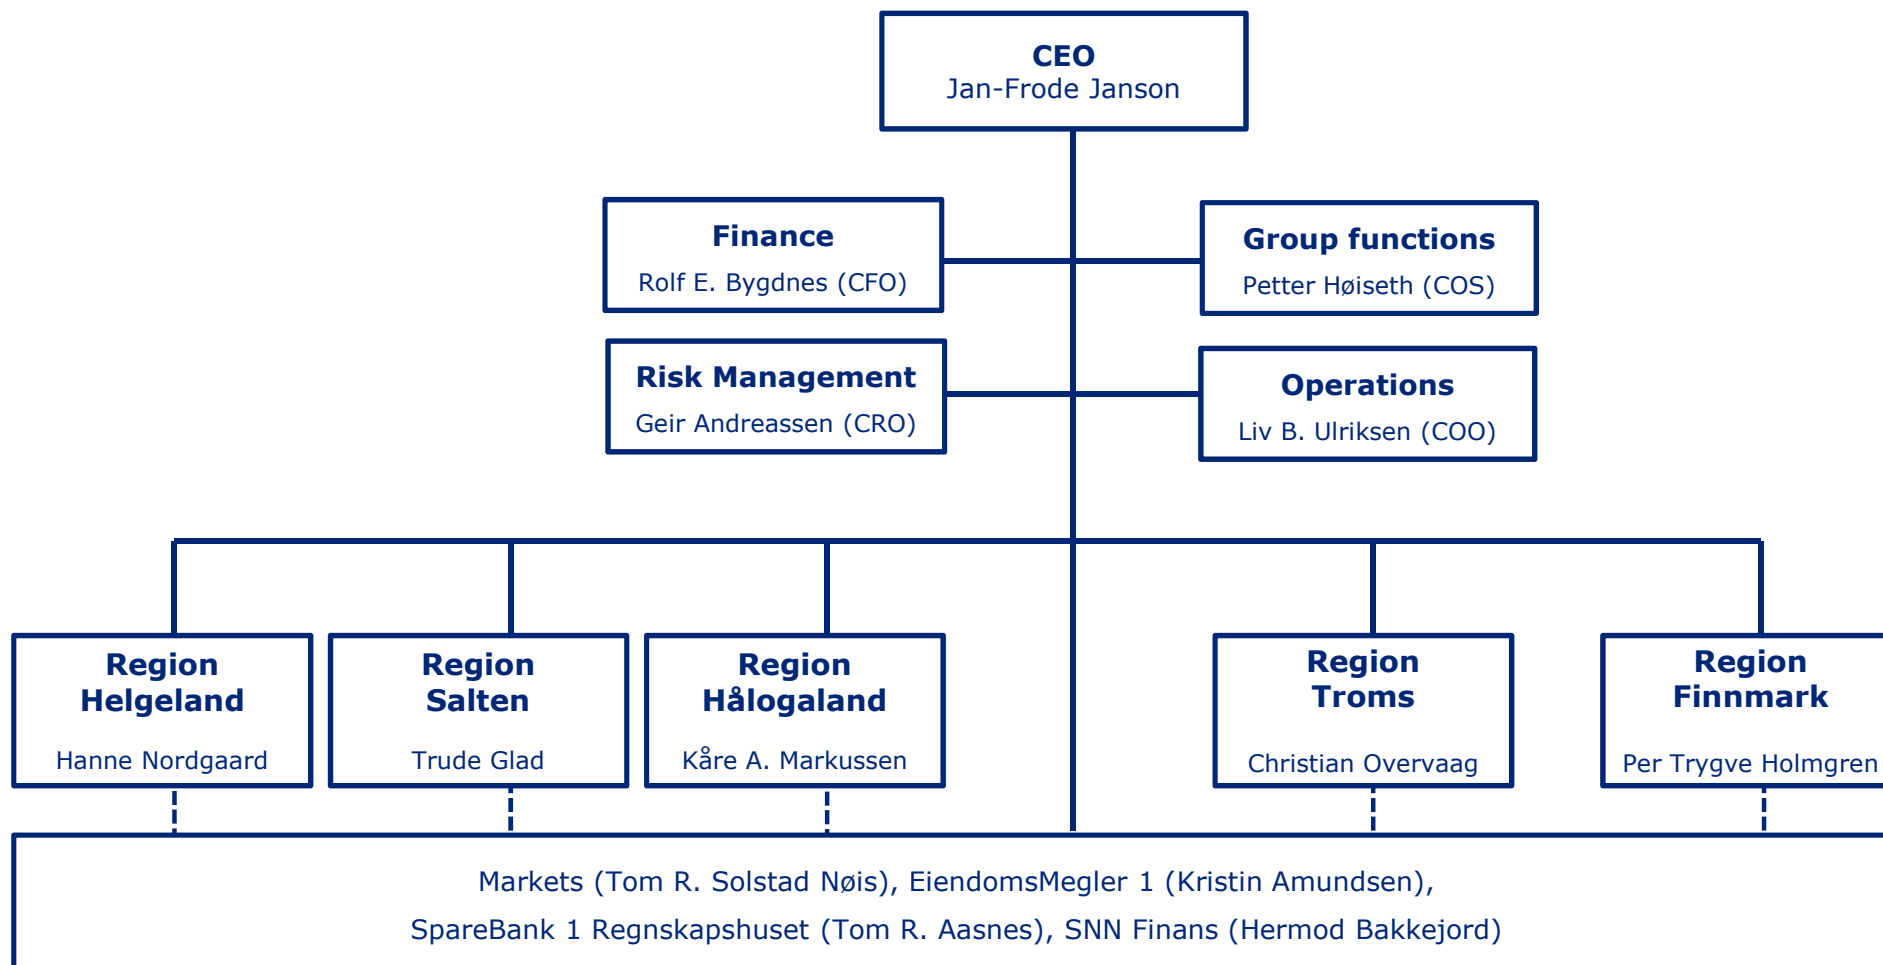 CEO
Jan-Frode Janson
Finance
Rolf E. Bygdnes (CFO)
Group functions
Petter Høiseth (COS)
Risk Management
Geir Andreassen (CRO)
Operations
Liv B. Ulriksen (COO)
Region
Helgeland
Hanne Nordgaard
Region
Salten
Trude Glad
Region
Hålogaland
Kåre A. Markussen
Region
Troms
Christian Overvaag
Region
Finnmark
Per Trygve Holmgren
Markets (Tom R. Solstad Nøis), EiendomsMegler 1 (Kristin Amundsen),
SpareBank 1 Regnskapshuset (Tom R. Aasnes), SNN Finans (Hermod Bakkejord)